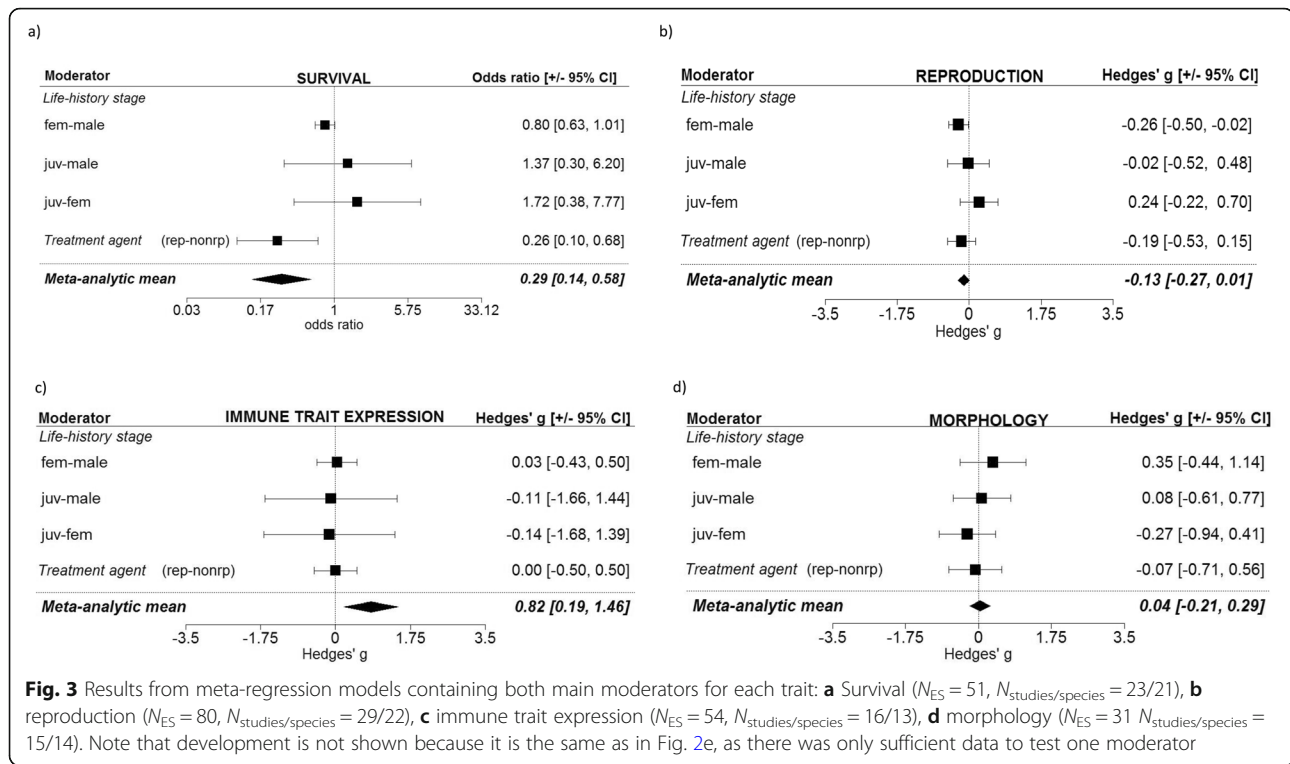 a)
Moderator SURVIVAL Odds ratio [+/- 95% CI]
Life-history stage
fem-male 0.80 [0.63, 1.01]
juv-male 1.37 [0.30, 6.20]
juv-fem 1.72 [0.38, 7.77]
Treatment agent (rep-nonrp) 0.26 [0.10, 0.68]
Meta-analytic mean 0.29 [0.14, 0.58]
0.03 0.17 1 5.75 33.12
odds ratio
b)
Moderator REPRODUCTION Hedges' g [+/- 95% CI]
Life-history stage
fem-male -0.26 [-0.50, -0.02]
juv-male -0.02 [-0.52, 0.48]
juv-fem 0.24 [-0.22, 0.70]
Treatment agent (rep-nonrp) -0.19 [-0.53, 0.15]
Meta-analytic mean -0.13 [-0.27, 0.01]
-3.5 -1.75 0 1.75 3.5
Hedges' g
c)
Moderator IMMUNE TRAIT EXPRESSION Hedges' g [+/- 95% CI]
Life-history stage
fem-male 0.03 [-0.43, 0.50]
juv-male -0.11 [-1.66, 1.44]
juv-fem -0.14 [-1.68, 1.39]
Treatment agent (rep-nonrp) 0.00 [-0.50, 0.50]
Meta-analytic mean 0.82 [0.19, 1.46]
-3.5 -1.75 0 1.75 3.5
Hedges' g
d)
Moderator MORPHOLOGY Hedges' g [+/- 95% CI]
Life-history stage
fem-male 0.35 [-0.44, 1.14]
juv-male 0.08 [-0.61, 0.77]
juv-fem -0.27 [-0.94, 0.41]
Treatment agent (rep-nonrp) -0.07 [-0.71, 0.56]
Meta-analytic mean 0.04 [-0.21, 0.29]
-3.5 -1.75 0 1.75 3.5
Hedges' g
Fig. 3 Results from meta-regression models containing both main moderators for each trait: a Survival (N_ES = 51, N_studies/species = 23/21), b
reproduction (N_ES = 80, N_studies/species = 29/22), c immune trait expression (N_ES = 54, N_studies/species = 16/13), d morphology (N_ES = 31 N_studies/species =
15/14). Note that development is not shown because it is the same as in Fig. 2e, as there was only sufficient data to test one moderator